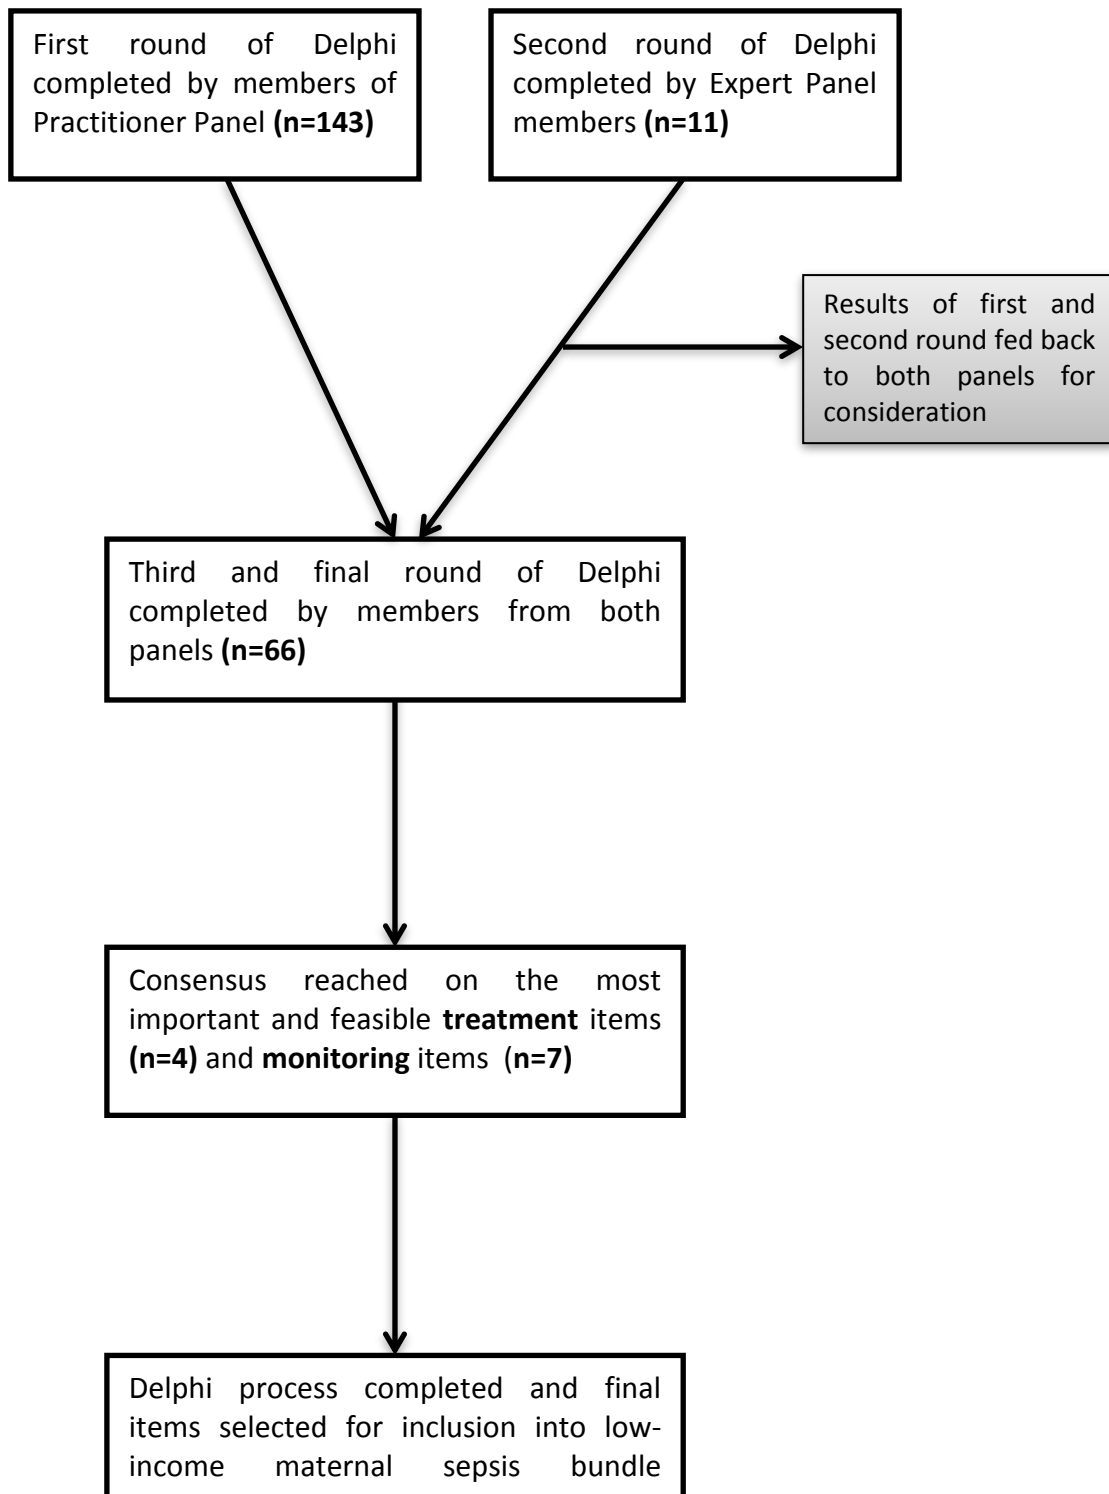 First round of Delphi
completed by members of
Practitioner Panel (n=143)
Second round of Delphi
completed by Expert Panel
members (n=11)
Results of first and
second round fed back
to both panels for
consideration
Third and final round of Delphi
completed by members from both
panels (n=66)
Consensus reached on the most
important and feasible treatment items
(n=4) and monitoring items (n=7)
Delphi process completed and final
items selected for inclusion into low-
income maternal sepsis bundle